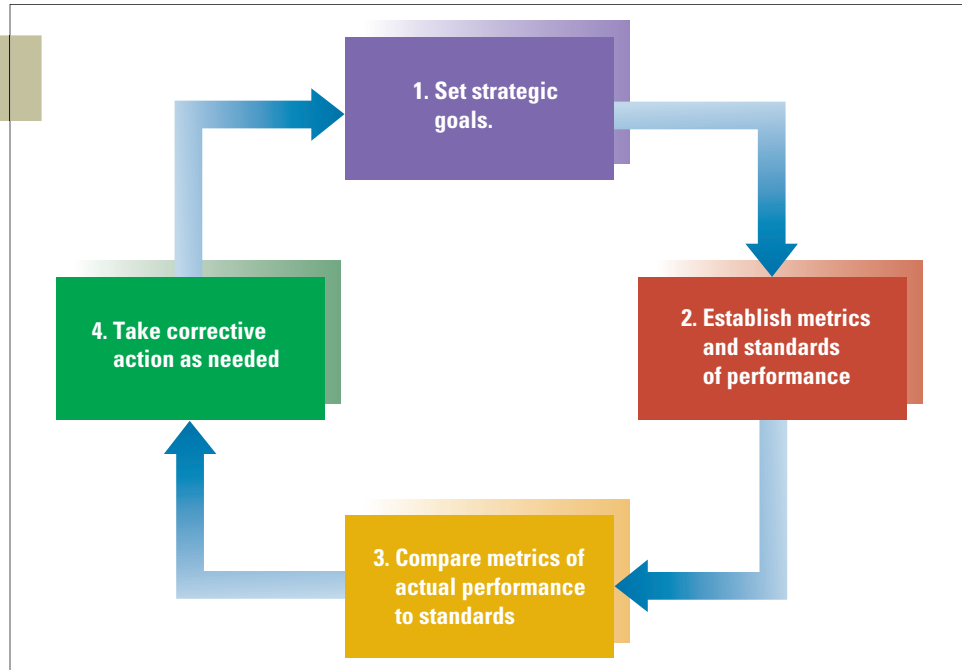 1. Set strategic
goals.
2. Establish metrics
and standards
of performance
3. Compare metrics of
actual performance
to standards
4. Take corrective
action as needed